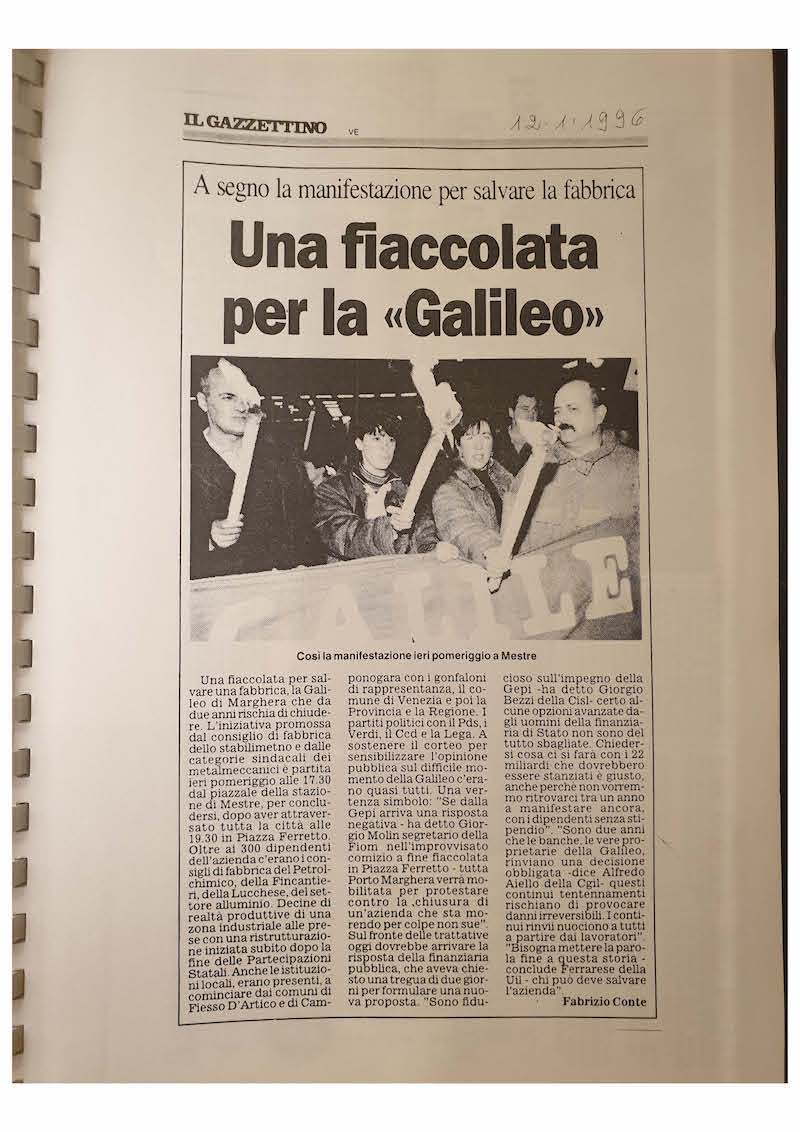 IL GAZZETTINO
VE
12-1-1996
A segno la manifestazione per salvare la fabbrica
Una fiaccolata
per la «Galileo»
GALILE
Così la manifestazione ieri pomeriggio a Mestre
Una fiaccolata per sal-
vare una fabbrica, la Gali-
leo di Marghera che da
due anni rischia di chiude-
re. L'iniziativa promossa
dal consiglio di fabbrica
dello stabilimetno e dalle
categorie sindacali dei
metalmeccanici è partita
ieri pomeriggio alle 17.30
dal piazzale della stazio-
ne di Mestre, per conclu-
dersi, dopo aver attraver-
sato tutta la città alle
19.30 in Piazza Ferretto.
Oltre ai 300 dipendenti
dell'azienda c'erano i con-
sigli di fabbrica del Petrol-
chimico, della Fincantie-
ri, della Lucchese, del set-
tore alluminio. Decine di
realtà produttive di una
zona industriale alle pre-
se con una ristrutturazio-
ne iniziata subito dopo la
fine delle Partecipazioni
Statali. Anche le istituzio-
ni locali, erano presenti, a
cominciare dai comuni di
Fiesso D'Artico e di Cam-
ponogara con i gonfaloni
di rappresentanza, il co-
mune di Venezia e poi la
Provincia e la Regione. I
partiti politici con il Pds, i
Verdi, il Ccd e la Lega. A
sostenere il corteo per
sensibilizzare l'opinione
pubblica sul difficile mo-
mento della Galileo c'era-
no quasi tutti. Una ver-
tenza simbolo: "Se dalla
Gepi arriva una risposta
negativa - ha detto Gior-
gio Molin segretario della
Fiom nell'improvvisato
comizio a fine fiaccolata
in Piazza Ferretto - tutta
Porto Marghera verrà mo-
bilitata per protestare
contro la chiusura di
un'azienda che sta mo-
rendo per colpe non sue".
Sul fronte delle trattative
oggi dovrebbe arrivare la
risposta della finanziaria
pubblica, che aveva chie-
sto una tregua di due gior-
ni per formulare una nuo-
va proposta. "Sono fidu-
cioso sull'impegno della
Gepi -ha detto Giorgio
Bezzi della Cisl- certo al-
cune opzioni avanzate da-
gli uomini della finanzia-
ria di Stato non sono del
tutto sbagliate. Chieder-
si cosa ci si farà con i 22
miliardi che dovrebbero
essere stanziati è giusto,
anche perchè non vorrem-
mo ritrovarci tra un anno
a manifestare ancora,
con i dipendenti senza sti-
pendio". "Sono due anni
che le banche, le vere pro-
prietarie della Galileo,
rinviano una decisione
obbligata -dice Alfredo
Aiello della Cgil- questi
continui tentennamenti
rischiano di provocare
danni irreversibili. I conti-
nui rinvii nuociono a tutti
a partire dai lavoratori".
"Bisogna mettere la paro-
la fine a questa storia -
conclude Ferrarese della
Uil - chi può deve salvare
l'azienda".
Fabrizio Conte